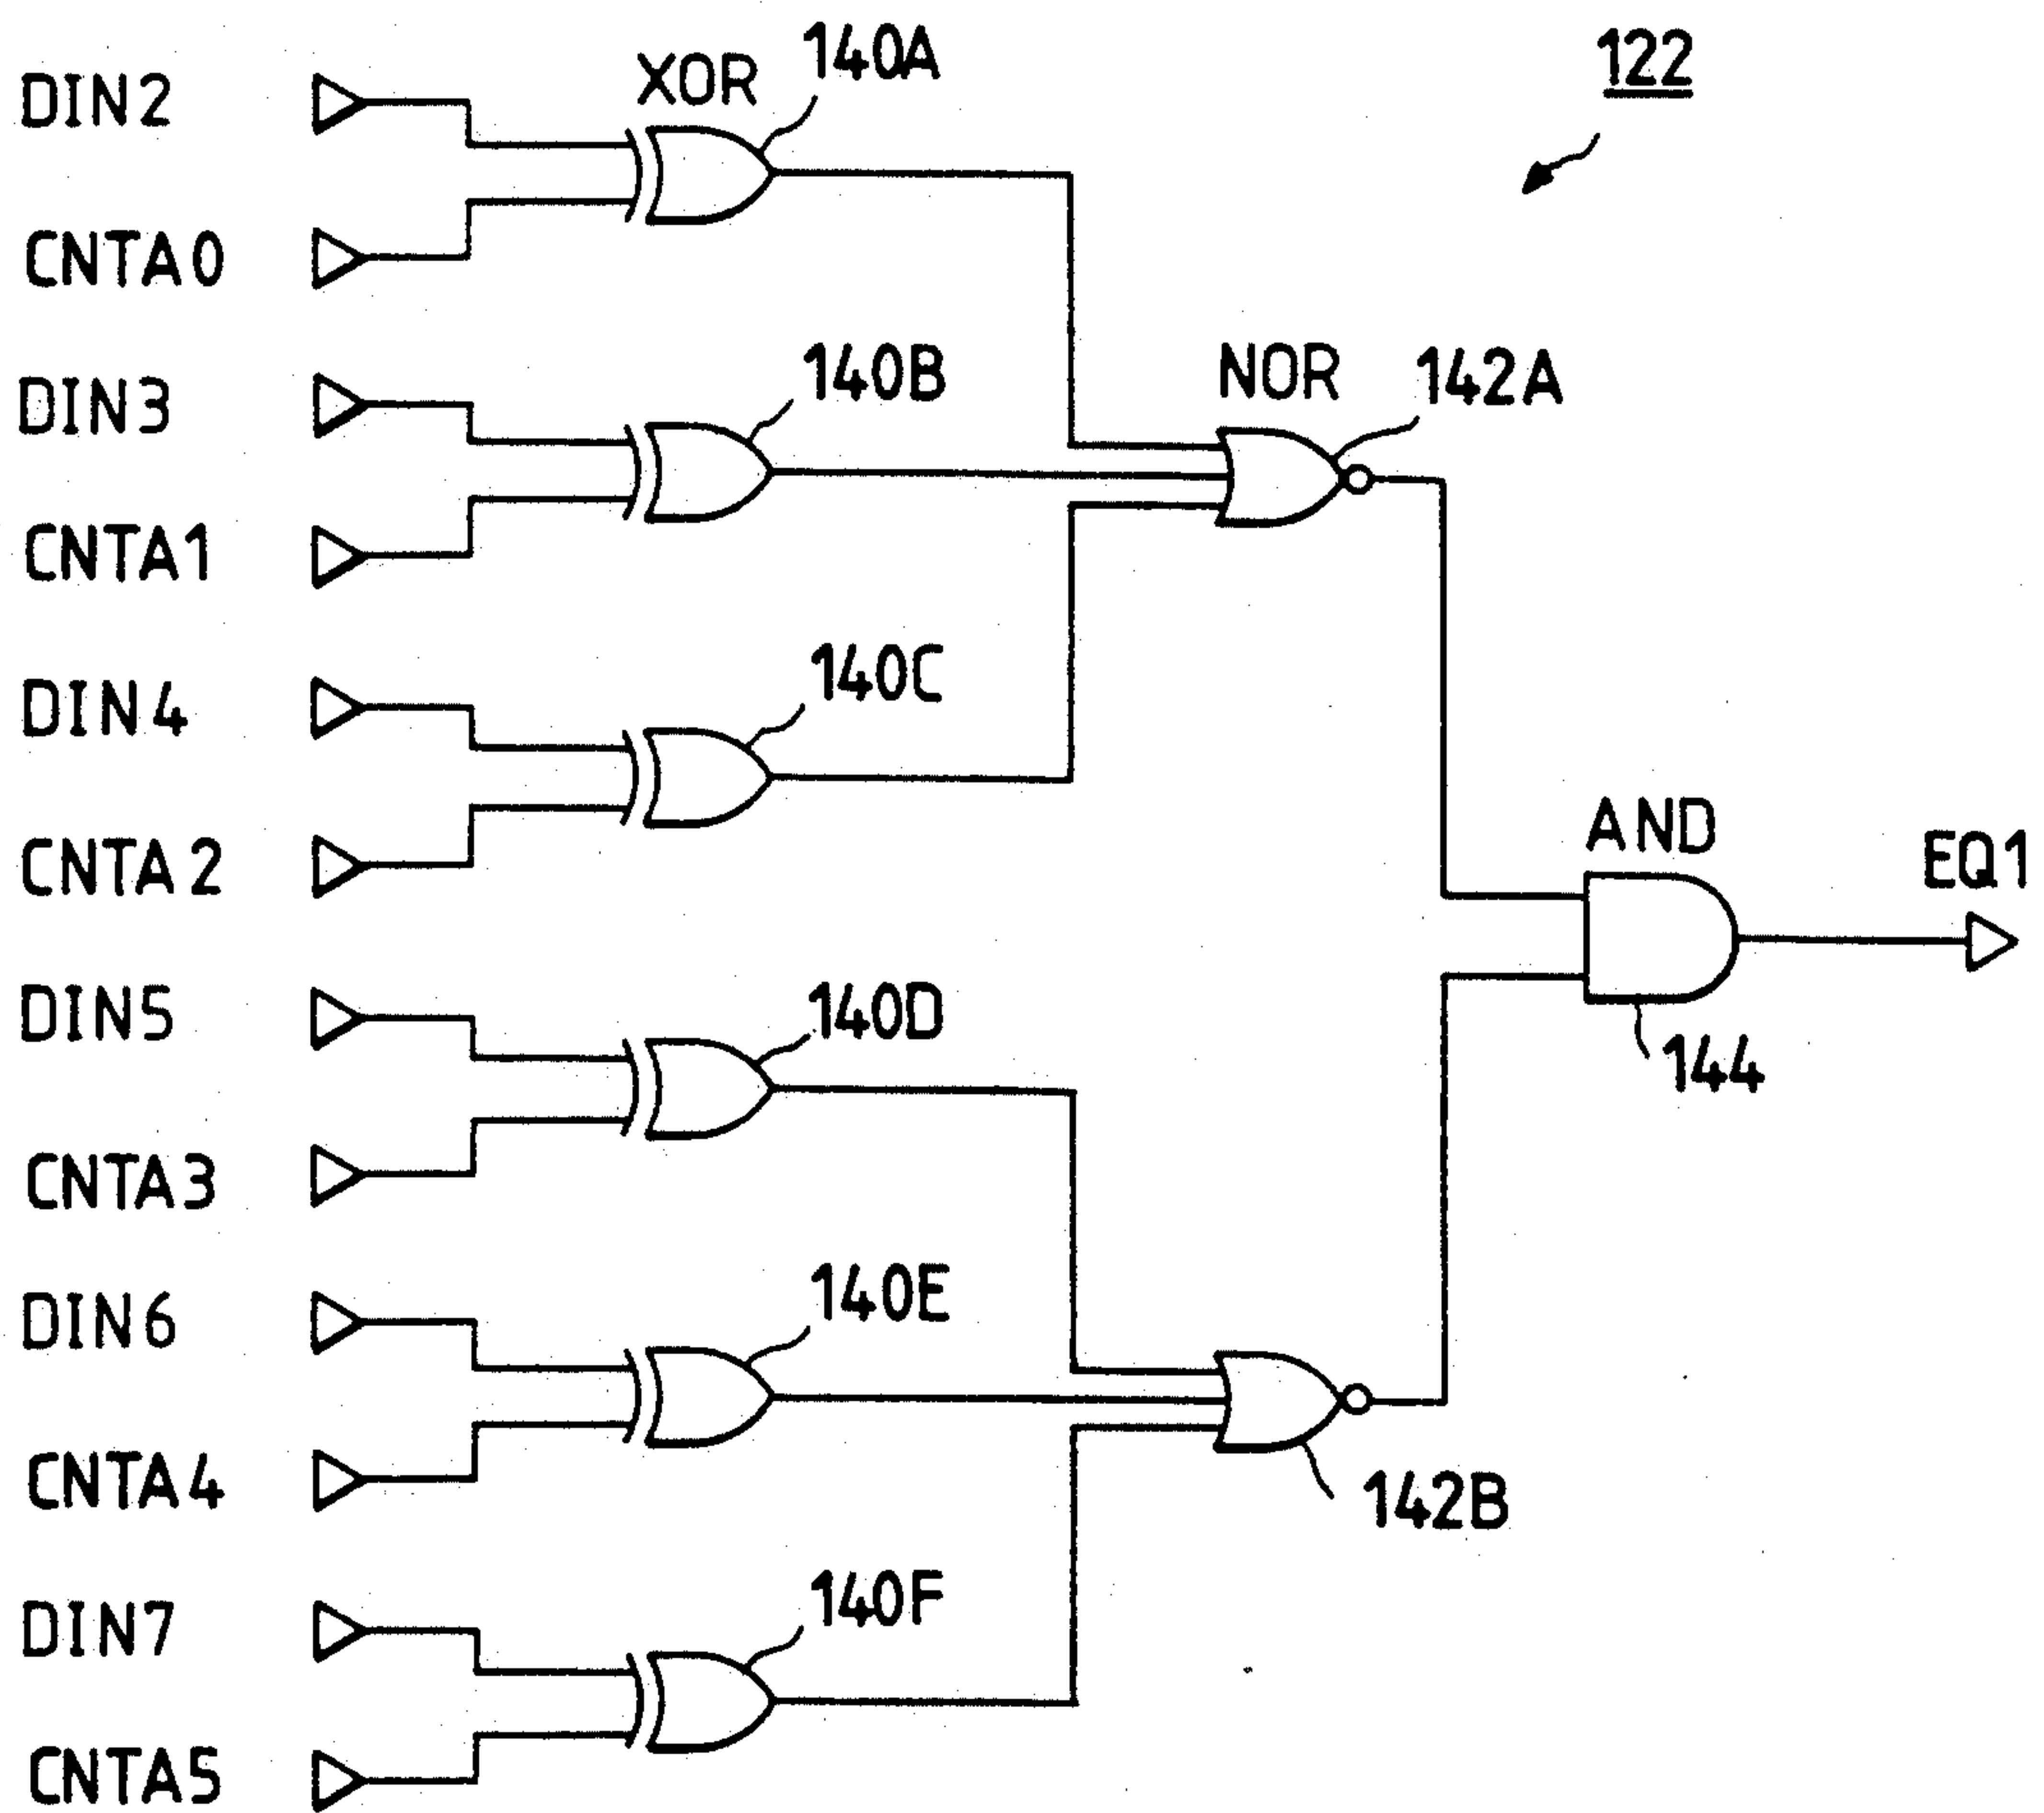 122
XOR
140A
DIN2
CNTA0
140B
DIN3
CNTA1
NOR
142A
140C
DIN4
CNTA2
AND
EQ1
144
140D
DIN5
CNTA3
140E
DIN6
CNTA4
142B
140F
DIN7
CNTA5